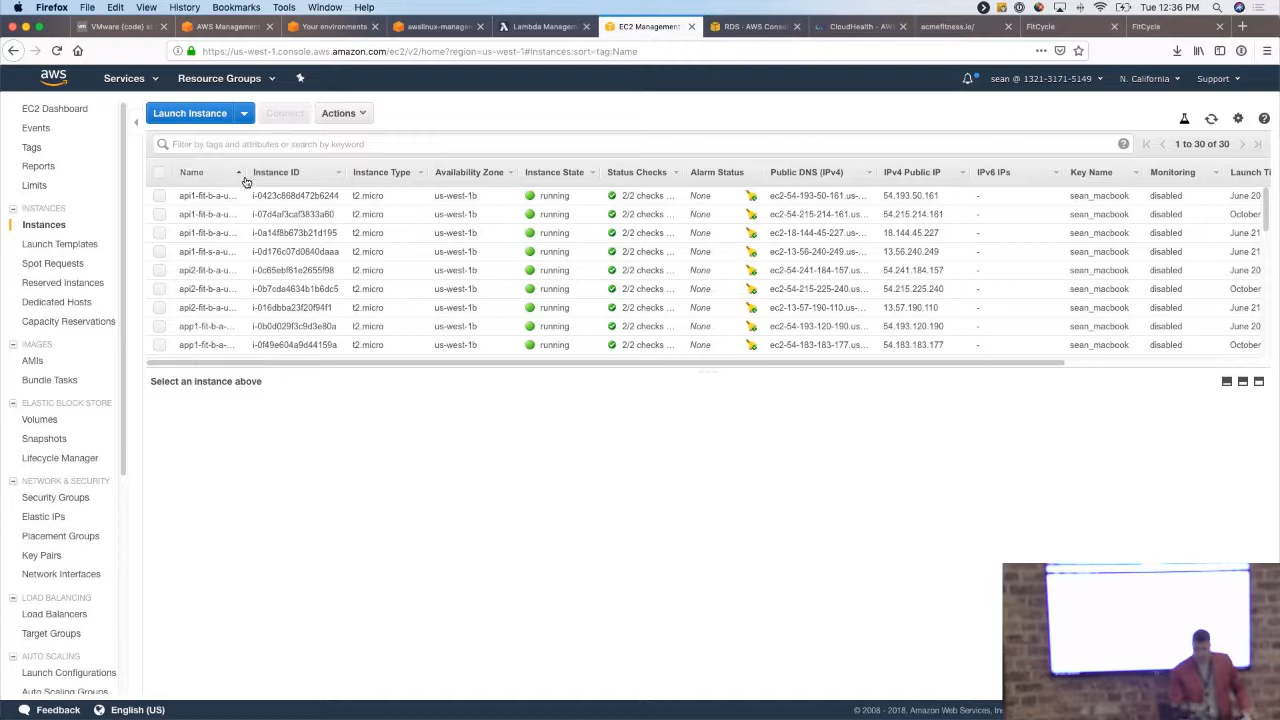 Firefox File Edit View History Bookmarks Tools Window Help Tue 12:36 PM
VMware {code} at AWS Management Your environments awslinux-manage Lambda Manageme EC2 Management RDS - AWS Conso CloudHealth - AV acmefitness.io/ FitCycle FitCycle
https://us-west-1.console.aws.amazon.com/ec2/v2/home?region=us-west-1#Instances:sort=tag:Name
aws Services Resource Groups sean @ 1321-3171-5149 N. California Support
EC2 Dashboard
Events
Tags
Reports
Limits
INSTANCES
Instances
Launch Templates
Spot Requests
Reserved Instances
Dedicated Hosts
Capacity Reservations
IMAGES
AMIs
Bundle Tasks
ELASTIC BLOCK STORE
Volumes
Snapshots
Lifecycle Manager
NETWORK & SECURITY
Security Groups
Elastic IPs
Placement Groups
Key Pairs
Network Interfaces
LOAD BALANCING
Load Balancers
Target Groups
AUTO SCALING
Launch Configurations
Auto Scaling Groups
Launch Instance Connect Actions
Filter by tags and attributes or search by keyword 1 to 30 of 30
Name Instance ID Instance Type Availability Zone Instance State Status Checks Alarm Status Public DNS (IPv4) IPv4 Public IP IPv6 IPs Key Name Monitoring Launch Ti
api1-fit-b-a-u... i-0423c868d472b6244 t2.micro us-west-1b running 2/2 checks ... None ec2-54-193-50-161.us-... 54.193.50.161 - sean_macbook disabled June 20
api1-fit-b-a-u... i-07d4af3caf3833a60 t2.micro us-west-1b running 2/2 checks ... None ec2-54-215-214-161.us... 54.215.214.161 - sean_macbook disabled October
api1-fit-b-a-u... i-0a14f8b673b21d195 t2.micro us-west-1b running 2/2 checks ... None ec2-18-144-45-227.us-... 18.144.45.227 - sean_macbook disabled June 21
api1-fit-s-a-u... i-0d176c07d0840daaa t2.micro us-west-1b running 2/2 checks ... None ec2-13-56-240-249.us-... 13.56.240.249 - sean_macbook disabled June 21
api2-fit-b-a-u... i-0c65ebf61e2655f98 t2.micro us-west-1b running 2/2 checks ... None ec2-54-241-184-157.us... 54.241.184.157 - sean_macbook disabled June 20
api2-fit-b-a-u... i-0b7cda4634b1b6dc5 t2.micro us-west-1b running 2/2 checks ... None ec2-54-215-225-240.us... 54.215.225.240 - sean_macbook disabled October
api2-fit-b-a-u... i-016dbba23f20f94f1 t2.micro us-west-1b running 2/2 checks ... None ec2-13-57-190-110.us-... 13.57.190.110 - sean_macbook disabled June 21
app1-fit-b-a-... i-0b0d029f3c9d3e80a t2.micro us-west-1b running 2/2 checks ... None ec2-54-193-120-190.us... 54.193.120.190 - sean_macbook disabled June 20
app1-fit-b-a-... i-0f49e604a9d44159a t2.micro us-west-1b running 2/2 checks ... None ec2-54-183-183-177.us... 54.183.183.177 - sean_macbook disabled October
Select an instance above
Feedback English (US) © 2008 - 2018, Amazon Web Services, In